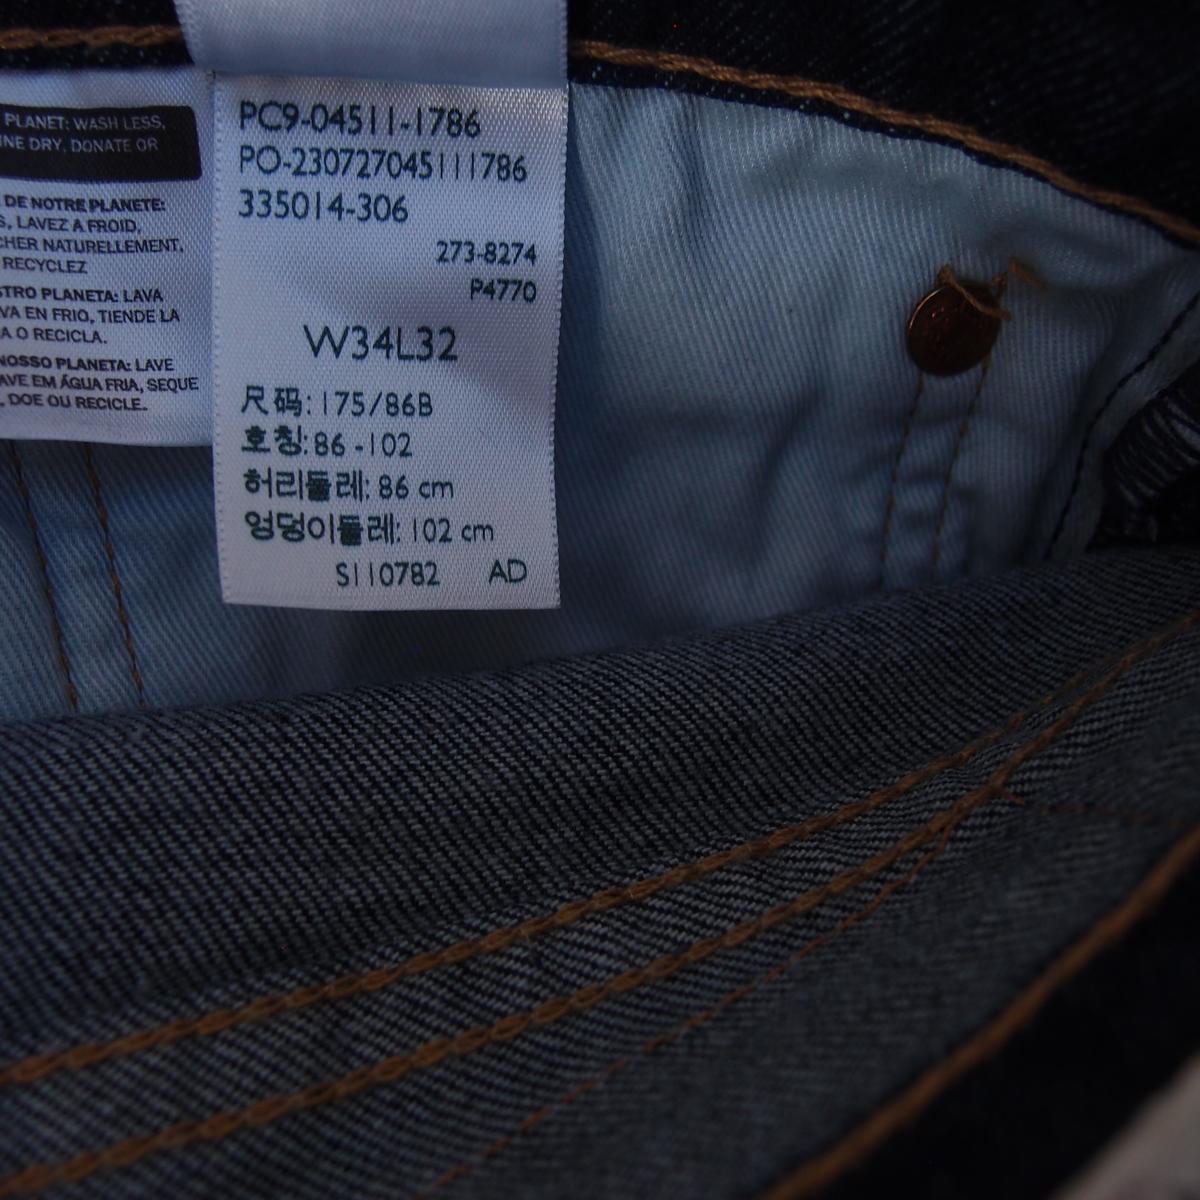 PLANET: WASH LESS,
INE DRY, DONATE OR
DE NOTRE PLANETE:
S, LAVEZ A FROID,
CHER NATURELLEMENT,
RECYCLEZ
STRO PLANETA: LAVA
VA EN FRIO, TIENDE LA
A O RECICLA.
NOSSO PLANETA: LAVE
AVE EM ÁGUA FRIA, SEQUE
, DOE OU RECICLE.
PC9-04511-1786
PO-230727045111786
335014-306
273-8274
P4770
W34L32
尺码: 175/86B
호칭: 86 -102
허리둘레: 86 cm
엉덩이둘레: 102 cm
S110782 AD